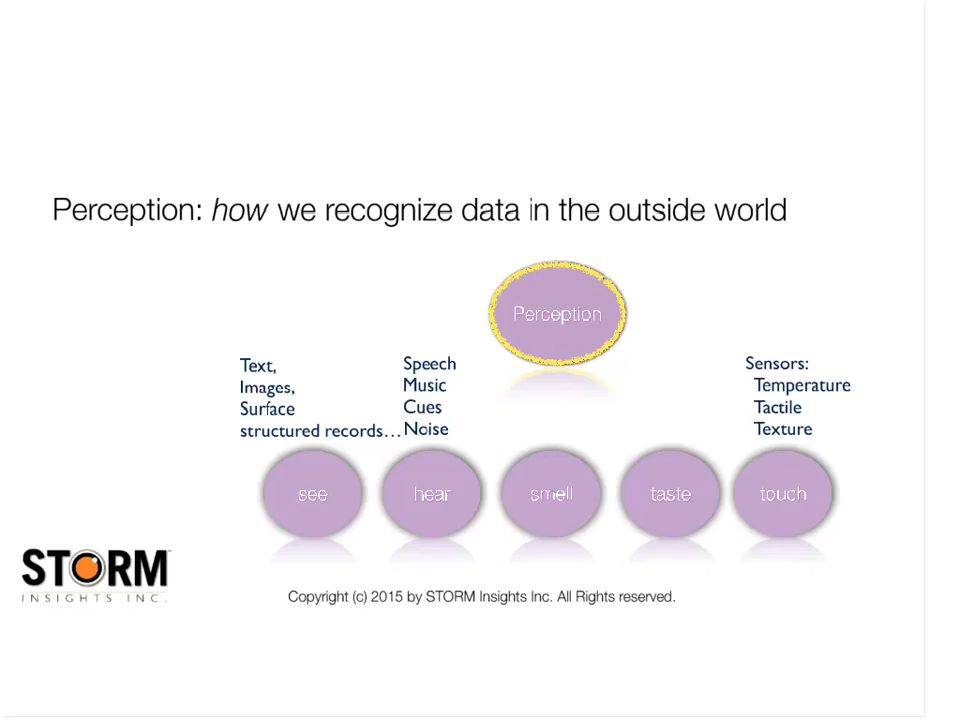 Perception: how we recognize data in the outside world
Perception
Text,
Images,
Surface
structured records…
Speech
Music
Cues
Noise
Sensors:
Temperature
Tactile
Texture
see
hear
smell
taste
touch
STORM™
INSIGHTS INC.
Copyright (c) 2015 by STORM Insights Inc. All Rights reserved.